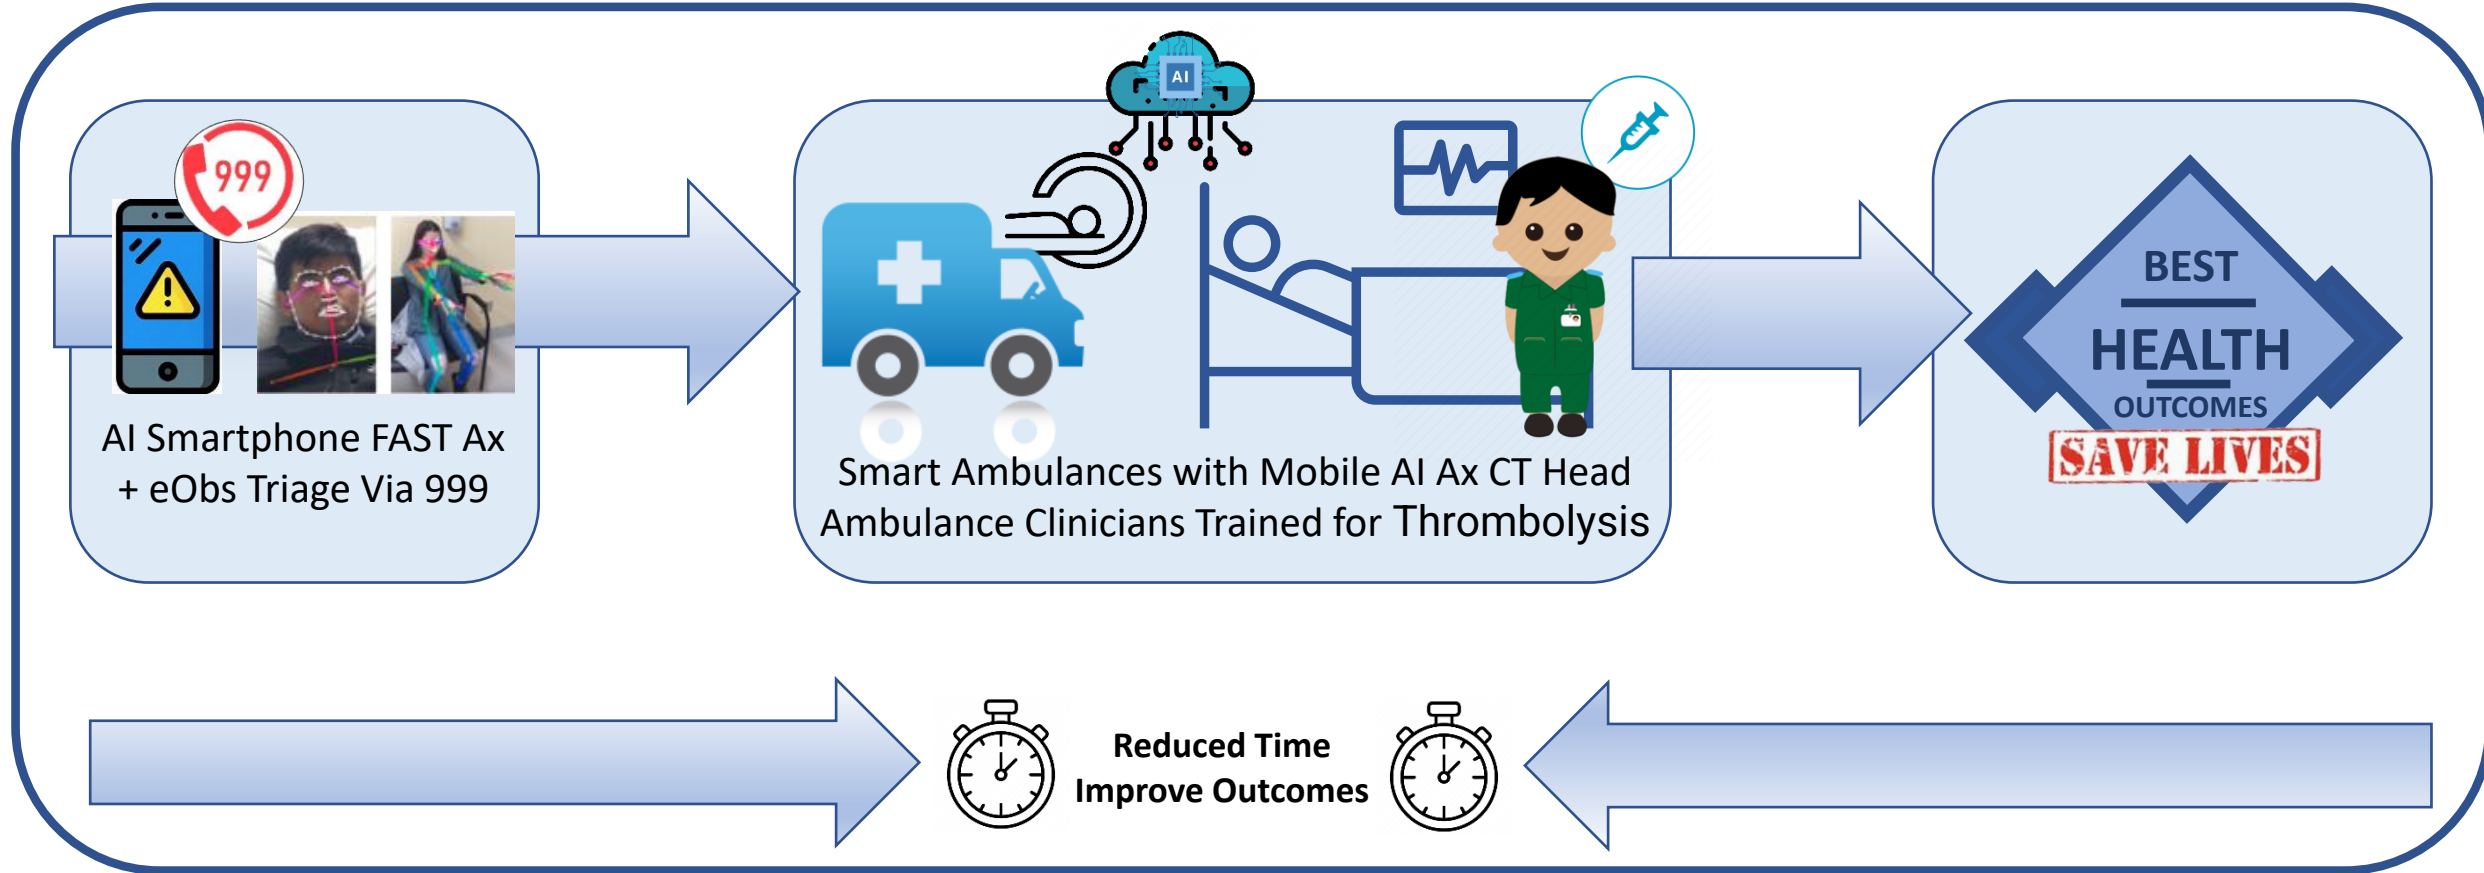 999
AI Smartphone FAST Ax
+ eObs Triage Via 999
AI
Smart Ambulances with Mobile AI Ax CT Head
Ambulance Clinicians Trained for Thrombolysis
BEST
HEALTH
OUTCOMES
SAVE LIVES
Reduced Time
Improve Outcomes